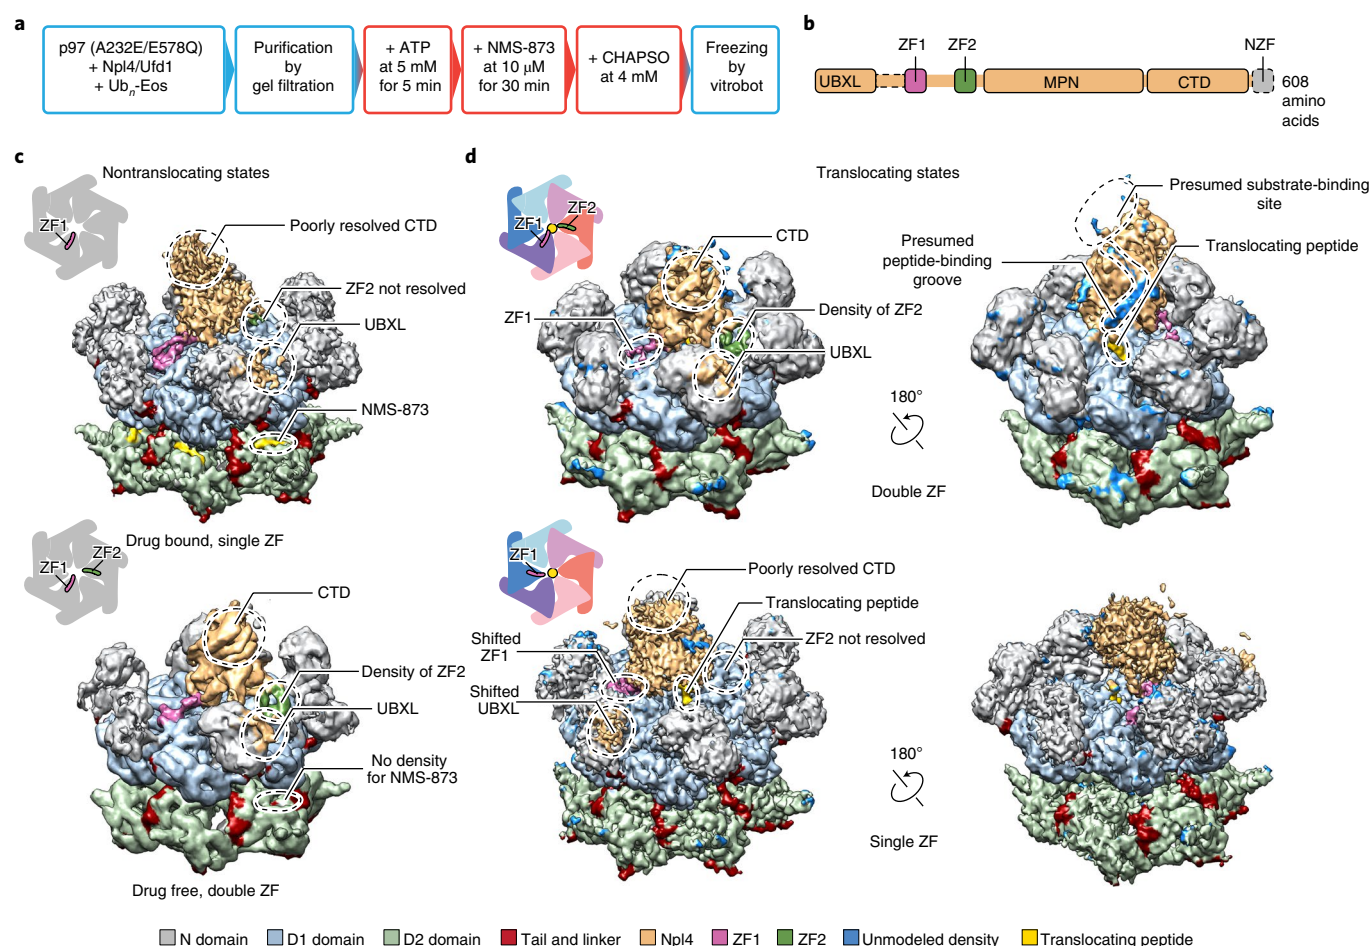 a
p97 (A232E/E578Q)
+ Npl4/Ufd1
+ Ubn-Eos
Purification
by
gel filtration
+ ATP
at 5 mM
for 5 min
+ NMS-873
at 10 μM
for 30 min
+ CHAPSO
at 4 mM
Freezing
by
vitrobot
b
ZF1
ZF2
NZF
UBXL
MPN
CTD
608
amino
acids
c
Nontranslocating states
ZF1
Poorly resolved CTD
ZF2 not resolved
UBXL
NMS-873
Drug bound, single ZF
ZF1
ZF2
CTD
Density of ZF2
UBXL
No density
for NMS-873
Drug free, double ZF
d
Translocating states
ZF1
ZF2
CTD
ZF1
Density of ZF2
UBXL
Presumed substrate-binding
site
Presumed
peptide-binding
groove
Translocating peptide
180°
Double ZF
ZF1
Poorly resolved CTD
Translocating peptide
Shifted
ZF1
ZF2 not resolved
Shifted
UBXL
180°
Single ZF
N domain
D1 domain
D2 domain
Tail and linker
Npl4
ZF1
ZF2
Unmodeled density
Translocating peptide